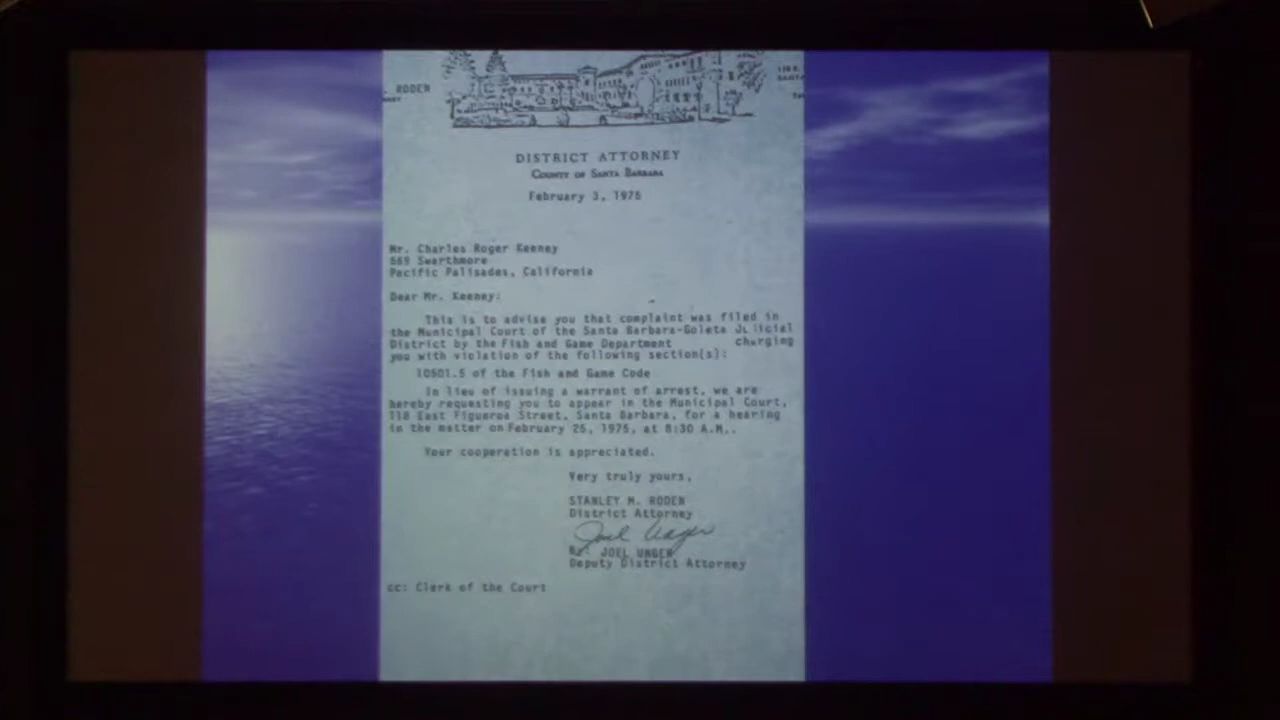 RODEN
DISTRICT ATTORNEY
COUNTY OF SANTA BARBARA
February 3, 1975
Mr. Charles Roger Keeney
569 Swarthmore
Pacific Palisades, California
Dear Mr. Keeney:
This is to advise you that complaint was filed in
the Municipal Court of the Santa Barbara-Goleta Judicial
District by the Fish and Game Department charging
you with violation of the following section(s):
10501.5 of the Fish and Game Code
In lieu of issuing a warrant of arrest, we are
hereby requesting you to appear in the Municipal Court,
118 East Figueroa Street, Santa Barbara, for a hearing
in the matter on February 25, 1975, at 8:30 A.M..
Your cooperation is appreciated.
Very truly yours,
STANLEY M. RODEN
District Attorney
Joel Unger
By: JOEL UNGER
Deputy District Attorney
cc: Clerk of the Court